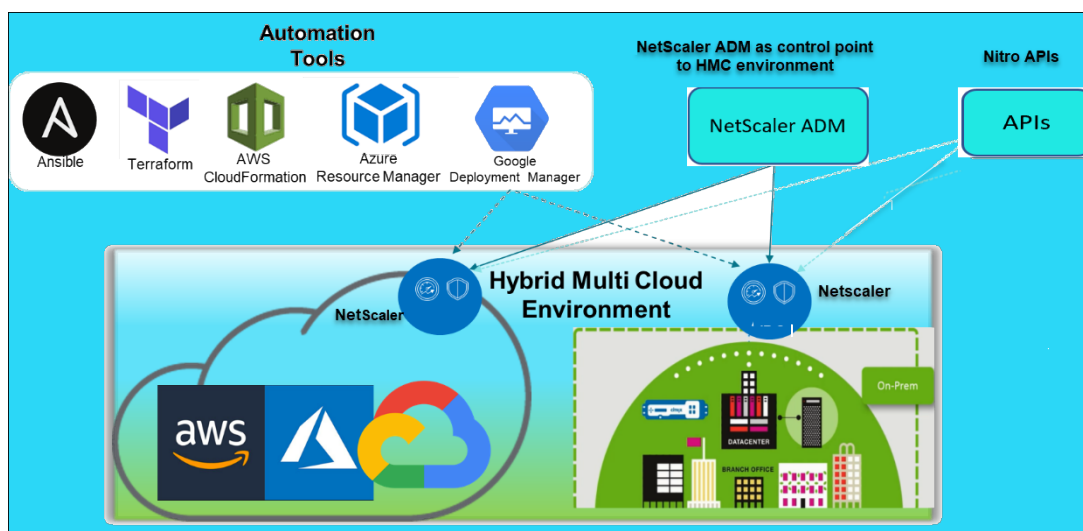 Automation
Tools
NetScaler ADM as control point
to HMC environment
Nitro APIs
Ansible
Terraform
AWS
CloudFormation
Azure
Resource Manager
Google
Deployment Manager
NetScaler ADM
APIs
Hybrid Multi Cloud
Environment
NetScaler
Netscaler
aws
On-Prem
citrix
DATACENTER
BRANCH OFFICE